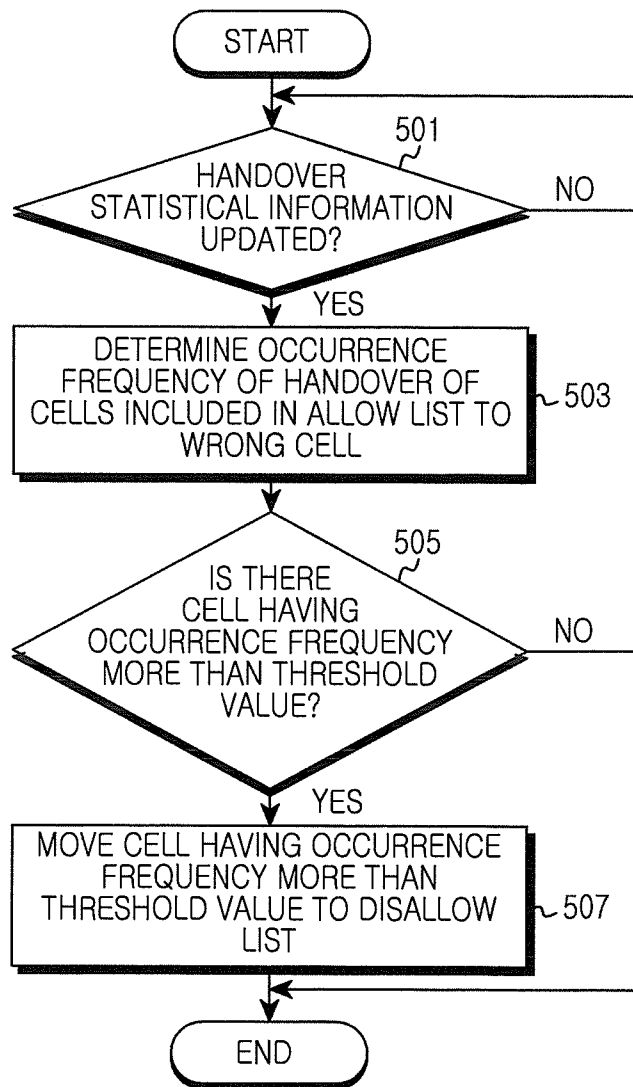 START
501
HANDOVER
STATISTICAL INFORMATION
UPDATED?
NO
YES
DETERMINE OCCURRENCE
FREQUENCY OF HANDOVER OF
CELLS INCLUDED IN ALLOW LIST TO
WRONG CELL
503
505
IS THERE
CELL HAVING
OCCURRENCE FREQUENCY
MORE THAN THRESHOLD
VALUE?
NO
YES
MOVE CELL HAVING OCCURRENCE
FREQUENCY MORE THAN
THRESHOLD VALUE TO DISALLOW
LIST
507
END